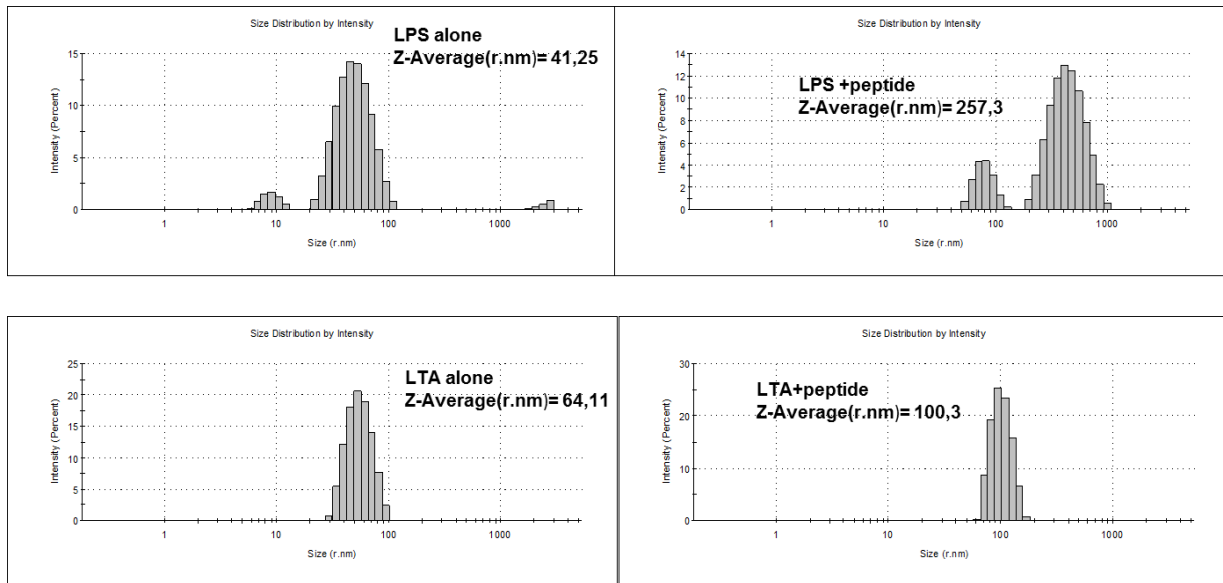 Size Distribution by Intensity
LPS alone
Z-Average(r.nm)= 41,25
15
10
5
0
Intensity (Percent)
1
10
100
1000
Size (r.nm)
Size Distribution by Intensity
LPS +peptide
Z-Average(r.nm)= 257,3
14
12
10
8
6
4
2
0
Intensity (Percent)
1
10
100
1000
Size (r.nm)
Size Distribution by Intensity
LTA alone
Z-Average(r.nm)= 64,11
25
20
15
10
5
0
Intensity (Percent)
1
10
100
1000
Size (r.nm)
Size Distribution by Intensity
LTA+peptide
Z-Average(r.nm)= 100,3
30
20
10
0
Intensity (Percent)
1
10
100
1000
Size (r.nm)